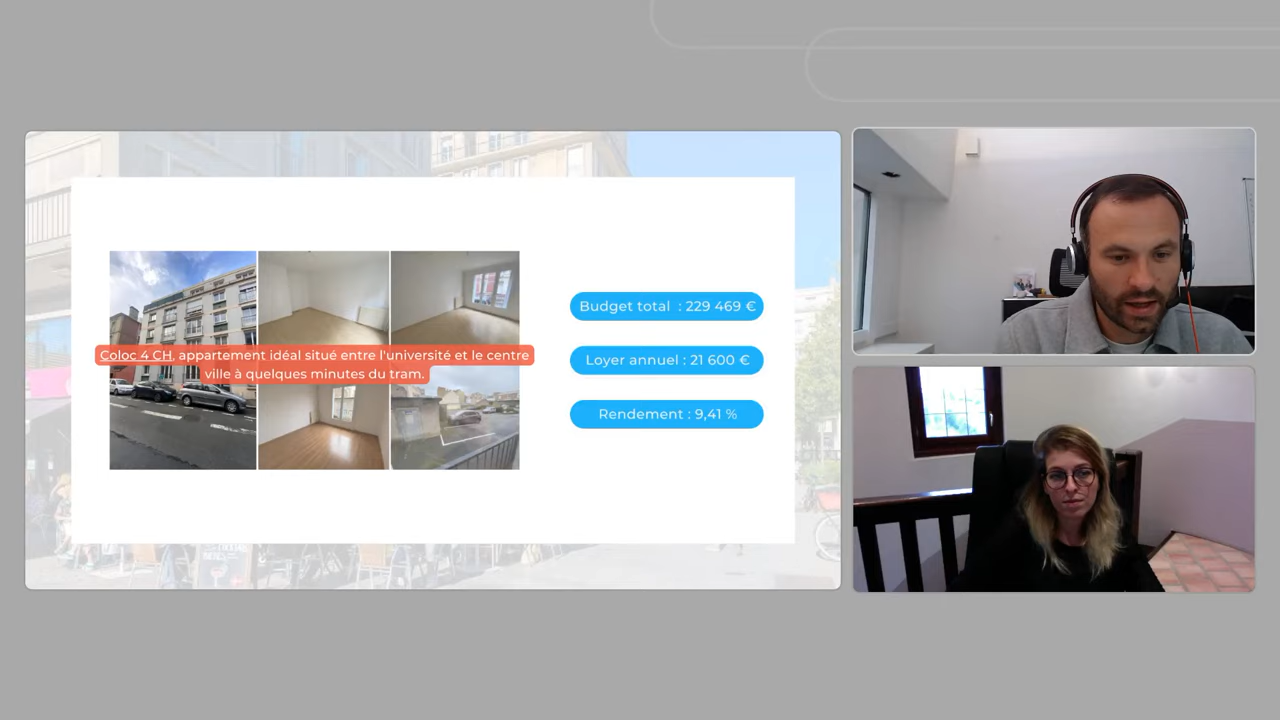 Coloc 4 CH, appartement idéal situé entre l'université et le centre
ville à quelques minutes du tram.
Budget total : 229 469 €
Loyer annuel : 21 600 €
Rendement : 9,41 %